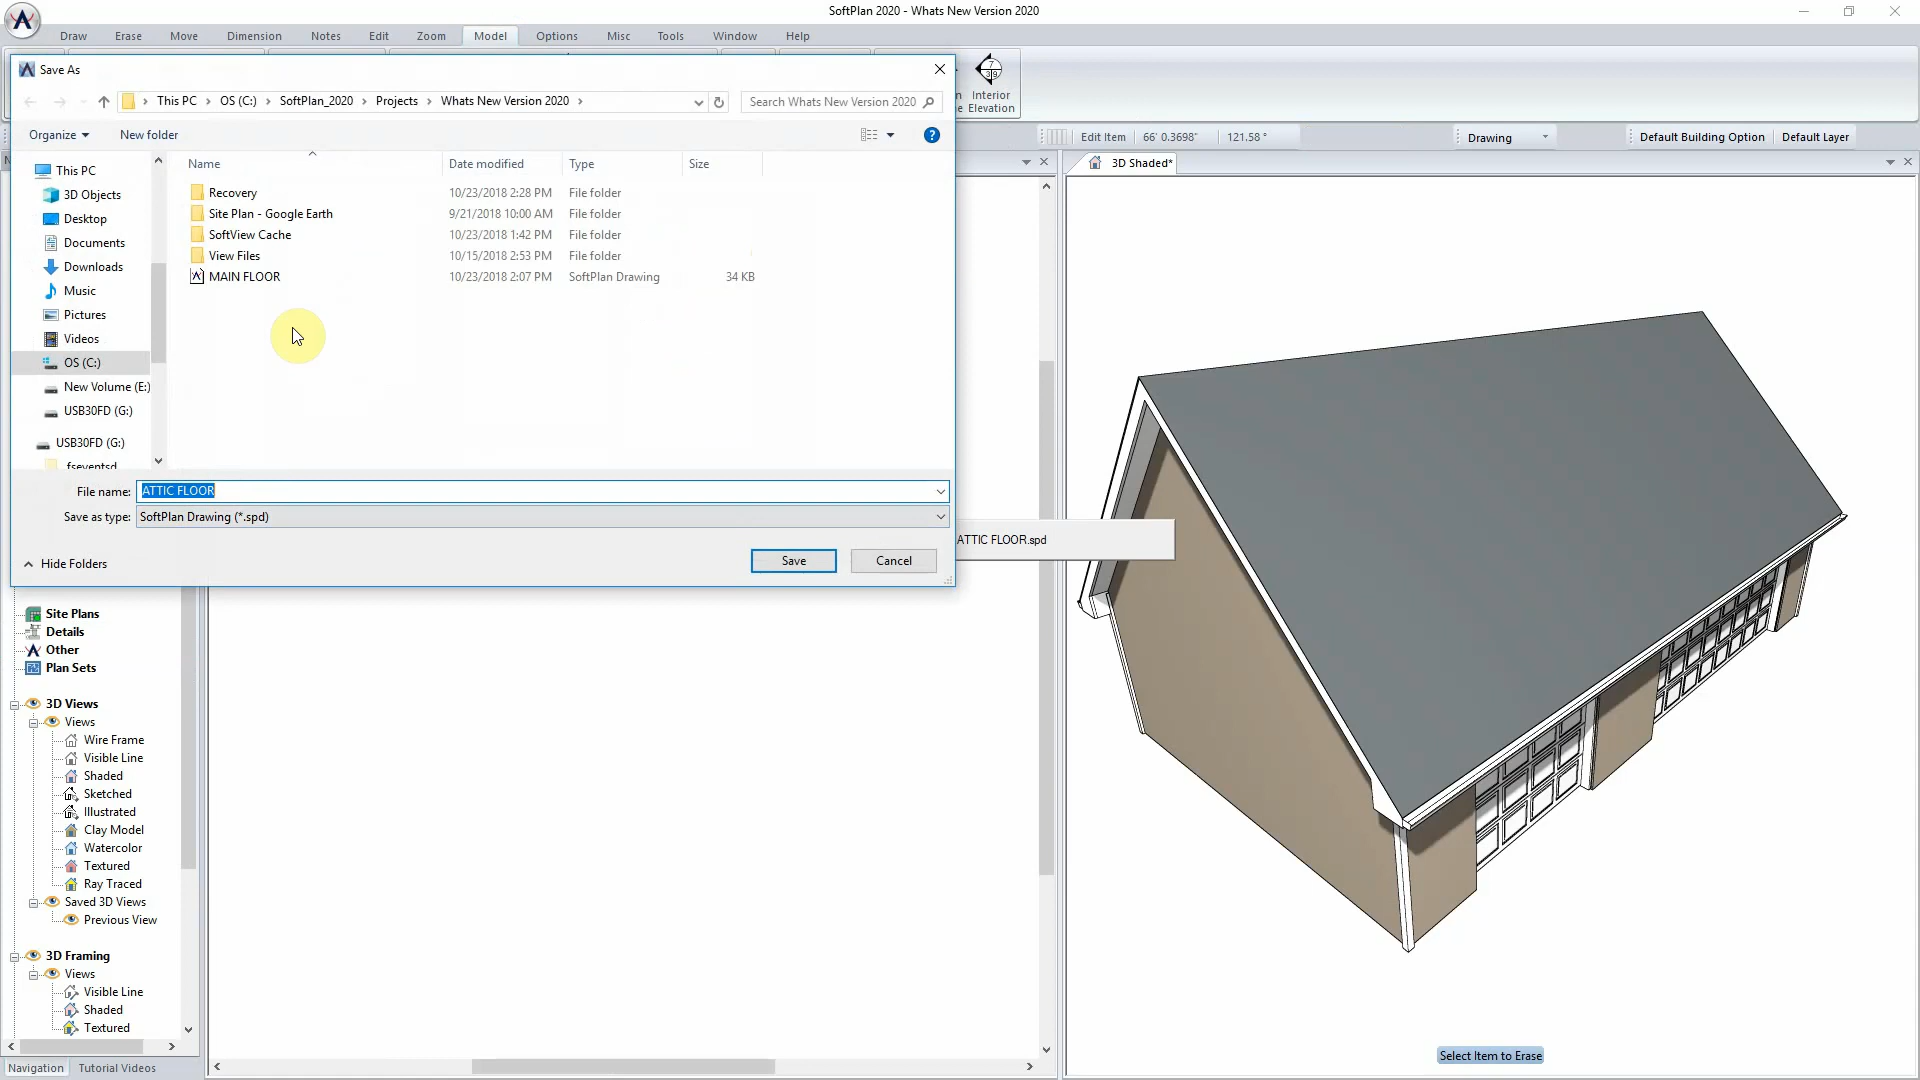 SoftPlan 2020 - Whats New Version 2020
Draw Erase Move Dimension Notes Edit Zoom Model Options Misc Tools Window Help
Save As
This PC > OS (C:) > SoftPlan_2020 > Projects > Whats New Version 2020 >
Search Whats New Version 2020
7
3 9
Interior
Elevation
Organize New folder
Edit Item 66' 0.3698" 121.58 ° Drawing Default Building Option Default Layer
3D Shaded*
Name Date modified Type Size
Recovery 10/23/2018 2:28 PM File folder
Site Plan - Google Earth 9/21/2018 10:00 AM File folder
SoftView Cache 10/23/2018 1:42 PM File folder
View Files 10/15/2018 2:53 PM File folder
MAIN FLOOR 10/23/2018 2:07 PM SoftPlan Drawing 34 KB
This PC
3D Objects
Desktop
Documents
Downloads
Music
Pictures
Videos
OS (C:)
New Volume (E:)
USB30FD (G:)
USB30FD (G:)
.fseventsd
File name: ATTIC FLOOR
Save as type: SoftPlan Drawing (*.spd)
ATTIC FLOOR.spd
Hide Folders Save Cancel
Site Plans
Details
Other
Plan Sets
3D Views
Views
Wire Frame
Visible Line
Shaded
Sketched
Illustrated
Clay Model
Watercolor
Textured
Ray Traced
Saved 3D Views
Previous View
3D Framing
Views
Visible Line
Shaded
Textured
Navigation Tutorial Videos
Select Item to Erase